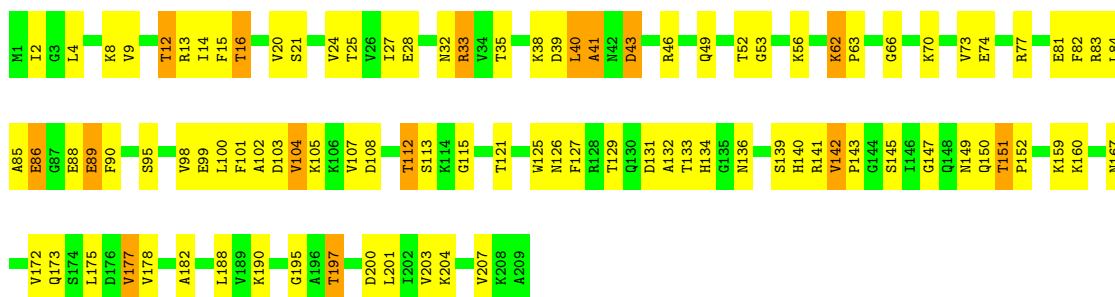 M1 I2 G3 L4 K8 V9 T12 R13 I14 F15 T16 V20 S21 V24 T25 V26 I27 E28 N32 R33 V34 T35 K38 D39 L40 A41 N42 D43 R46 Q49 T52 G53 K56 K62 P63 G66 K70 V73 E74 R77 E81 F82 R83 L84
A85 E86 G87 E88 E89 F90 S95 V98 E99 L100 F101 A102 D103 V104 K105 K106 V107 D108 T112 S113 K114 G115 T121 W125 N126 F127 R128 T129 Q130 D131 A132 T133 H134 G135 N136 S139 H140 R141 V142 P143 G144 S145 I146 G147 Q148 N149 Q150 T151 P152 K159 K160 N167
V172 Q173 S174 L175 D176 V177 V178 A182 L188 V189 K190 G195 A196 T197 D200 L201 I202 V203 K204 V207 K208 A209